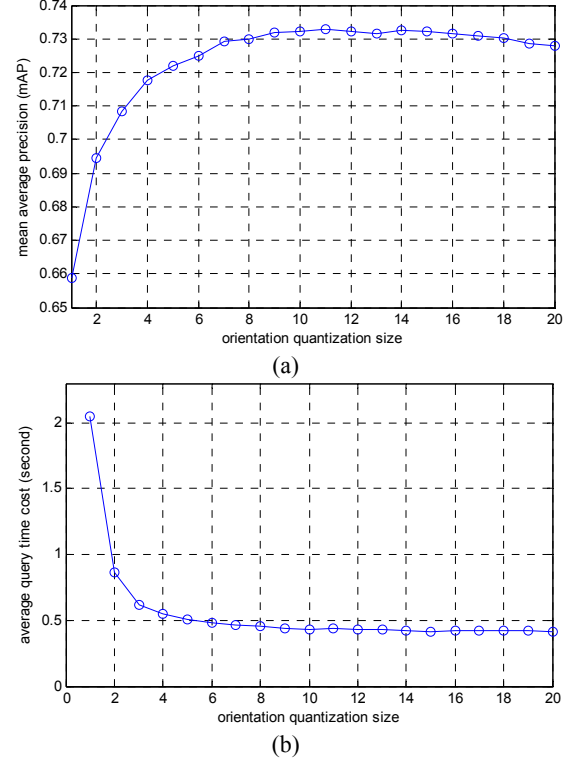 0.74
0.73
0.72
0.71
0.7
0.69
0.68
0.67
0.66
0.65
mean average precision (mAP)
2 4 6 8 10 12 14 16 18 20
orientation quantization size
(a)
2
1.5
1
0.5
0
average query time cost (second)
0 2 4 6 8 10 12 14 16 18 20
orientation quantization size
(b)